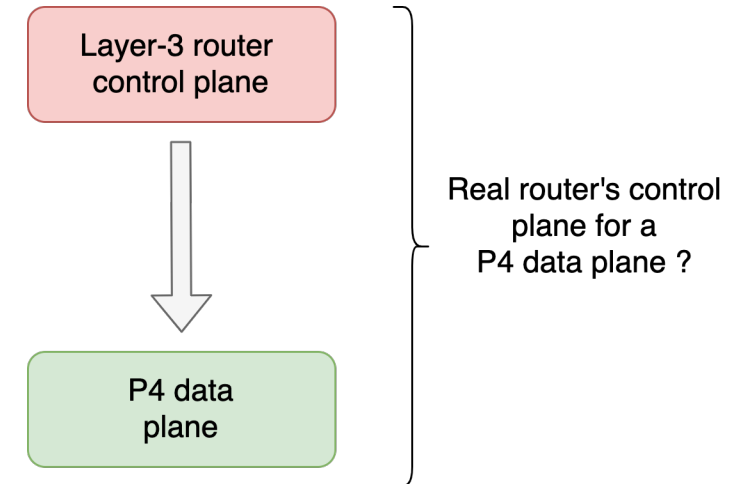 Layer-3 router
control plane
Real router's control
plane for a
P4 data plane ?
P4 data
plane